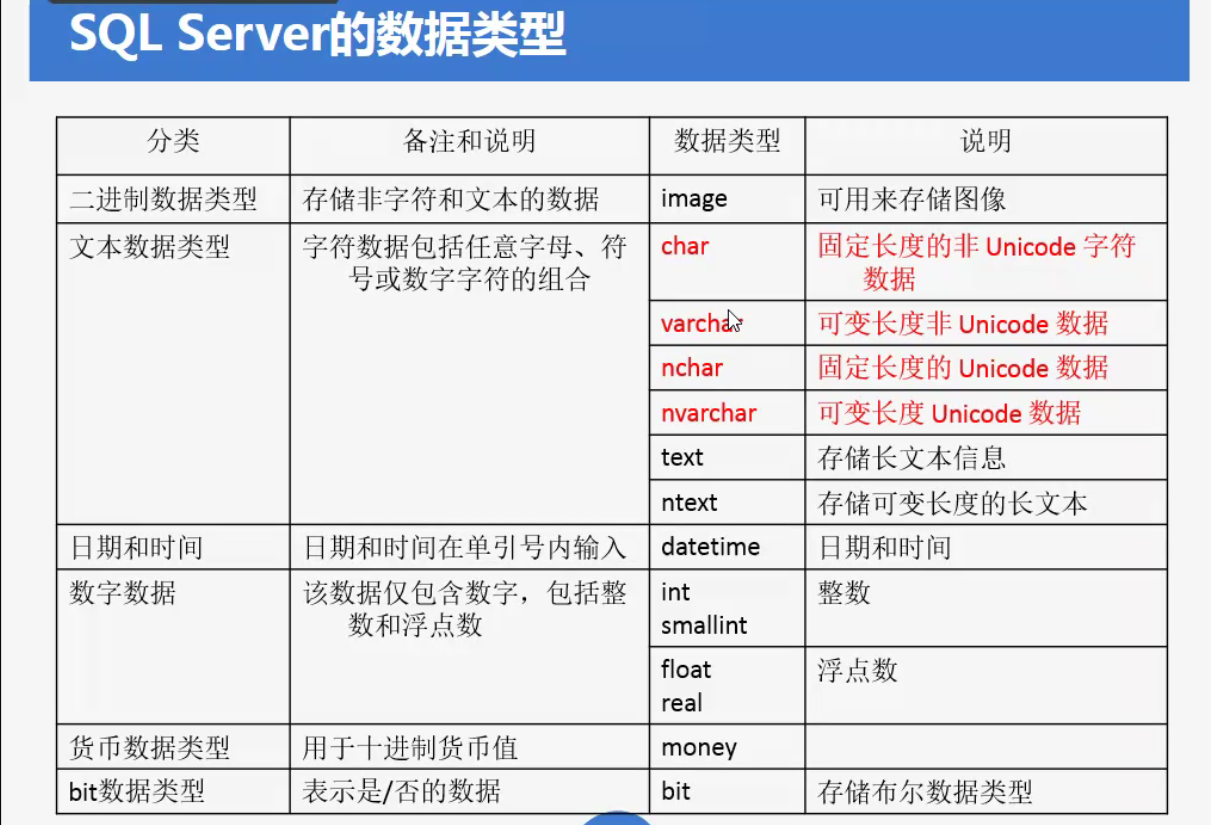 SQL Server的数据类型
分类 备注和说明 数据类型 说明
二进制数据类型 存储非字符和文本的数据 image 可用来存储图像
文本数据类型 字符数据包括任意字母、符 char 固定长度的非 Unicode 字符
号或数字字符的组合 数据
varchar 可变长度非 Unicode 数据
nchar 固定长度的 Unicode 数据
nvarchar 可变长度 Unicode 数据
text 存储长文本信息
ntext 存储可变长度的长文本
日期和时间 日期和时间在单引号内输入 datetime 日期和时间
数字数据 该数据仅包含数字，包括整 int 整数
数和浮点数 smallint
float 浮点数
real
货币数据类型 用于十进制货币值 money
bit数据类型 表示是/否的数据 bit 存储布尔数据类型